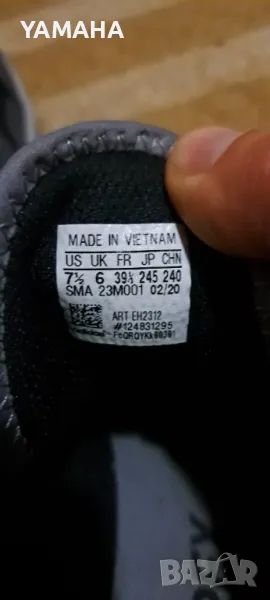 YAMAHA
MADE IN VIETNAM
US UK FR JP CHN
7½ 6 39⅓ 245 240
SMA 23M001 02/20
ART EH2312
#124831295
adidas
BAZAR